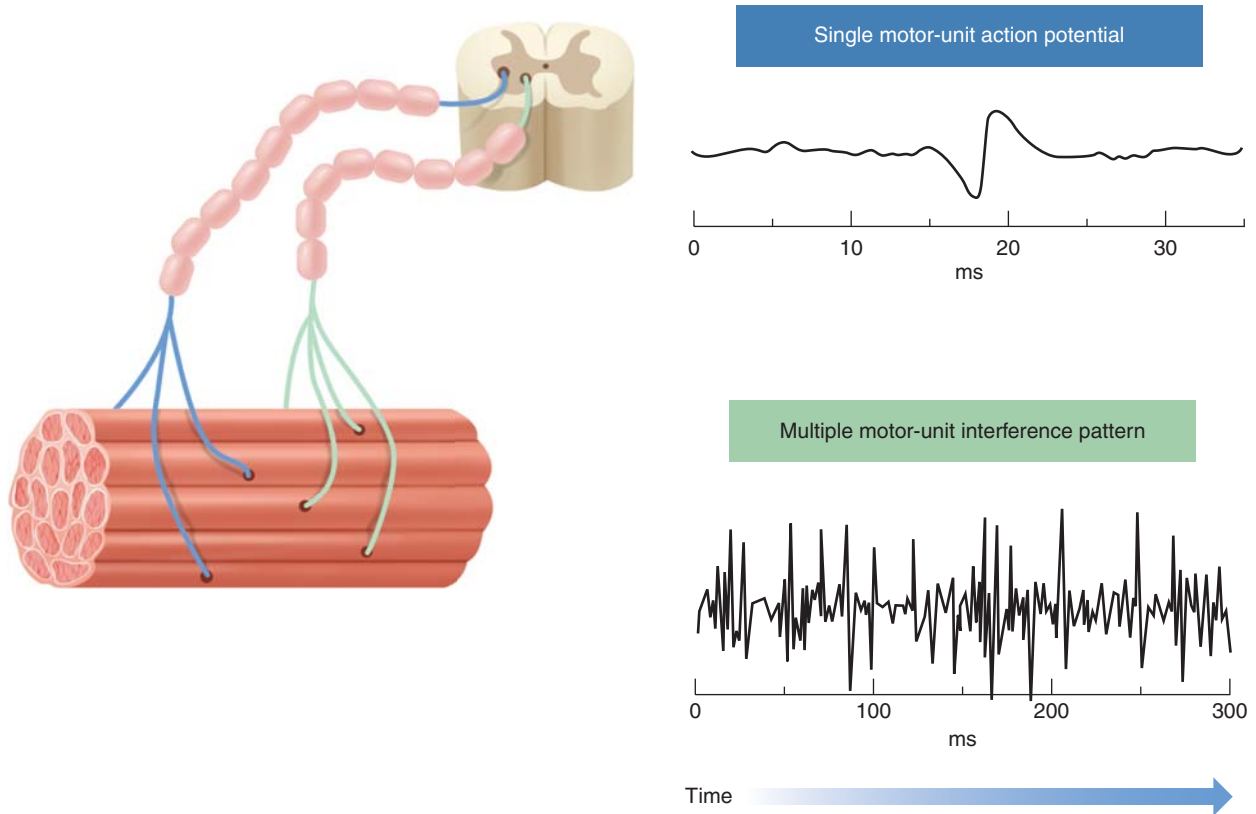 Single motor-unit action potential
0 10 20 30
ms
Multiple motor-unit interference pattern
0 100 200 300
ms
Time